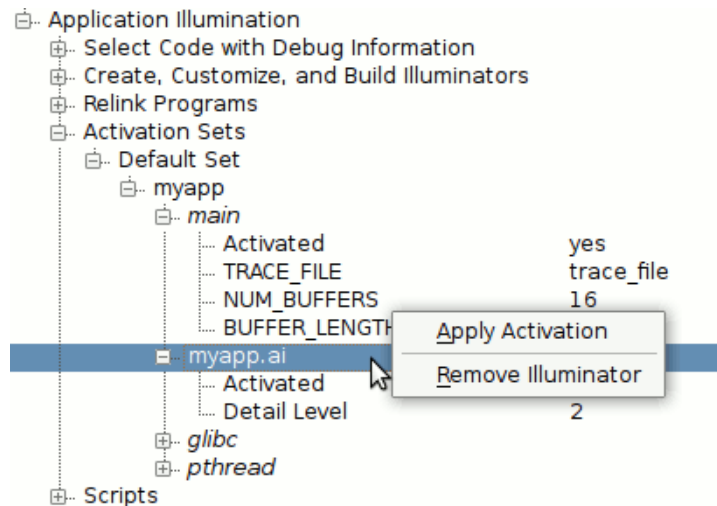 Application Illumination
Select Code with Debug Information
Create, Customize, and Build Illuminators
Relink Programs
Activation Sets
Default Set
myapp
main
Activated yes
TRACE_FILE trace_file
NUM_BUFFERS 16
BUFFER_LENGTH
Apply Activation
myapp.ai
Remove Illuminator
Activated
Detail Level 2
glibc
pthread
Scripts